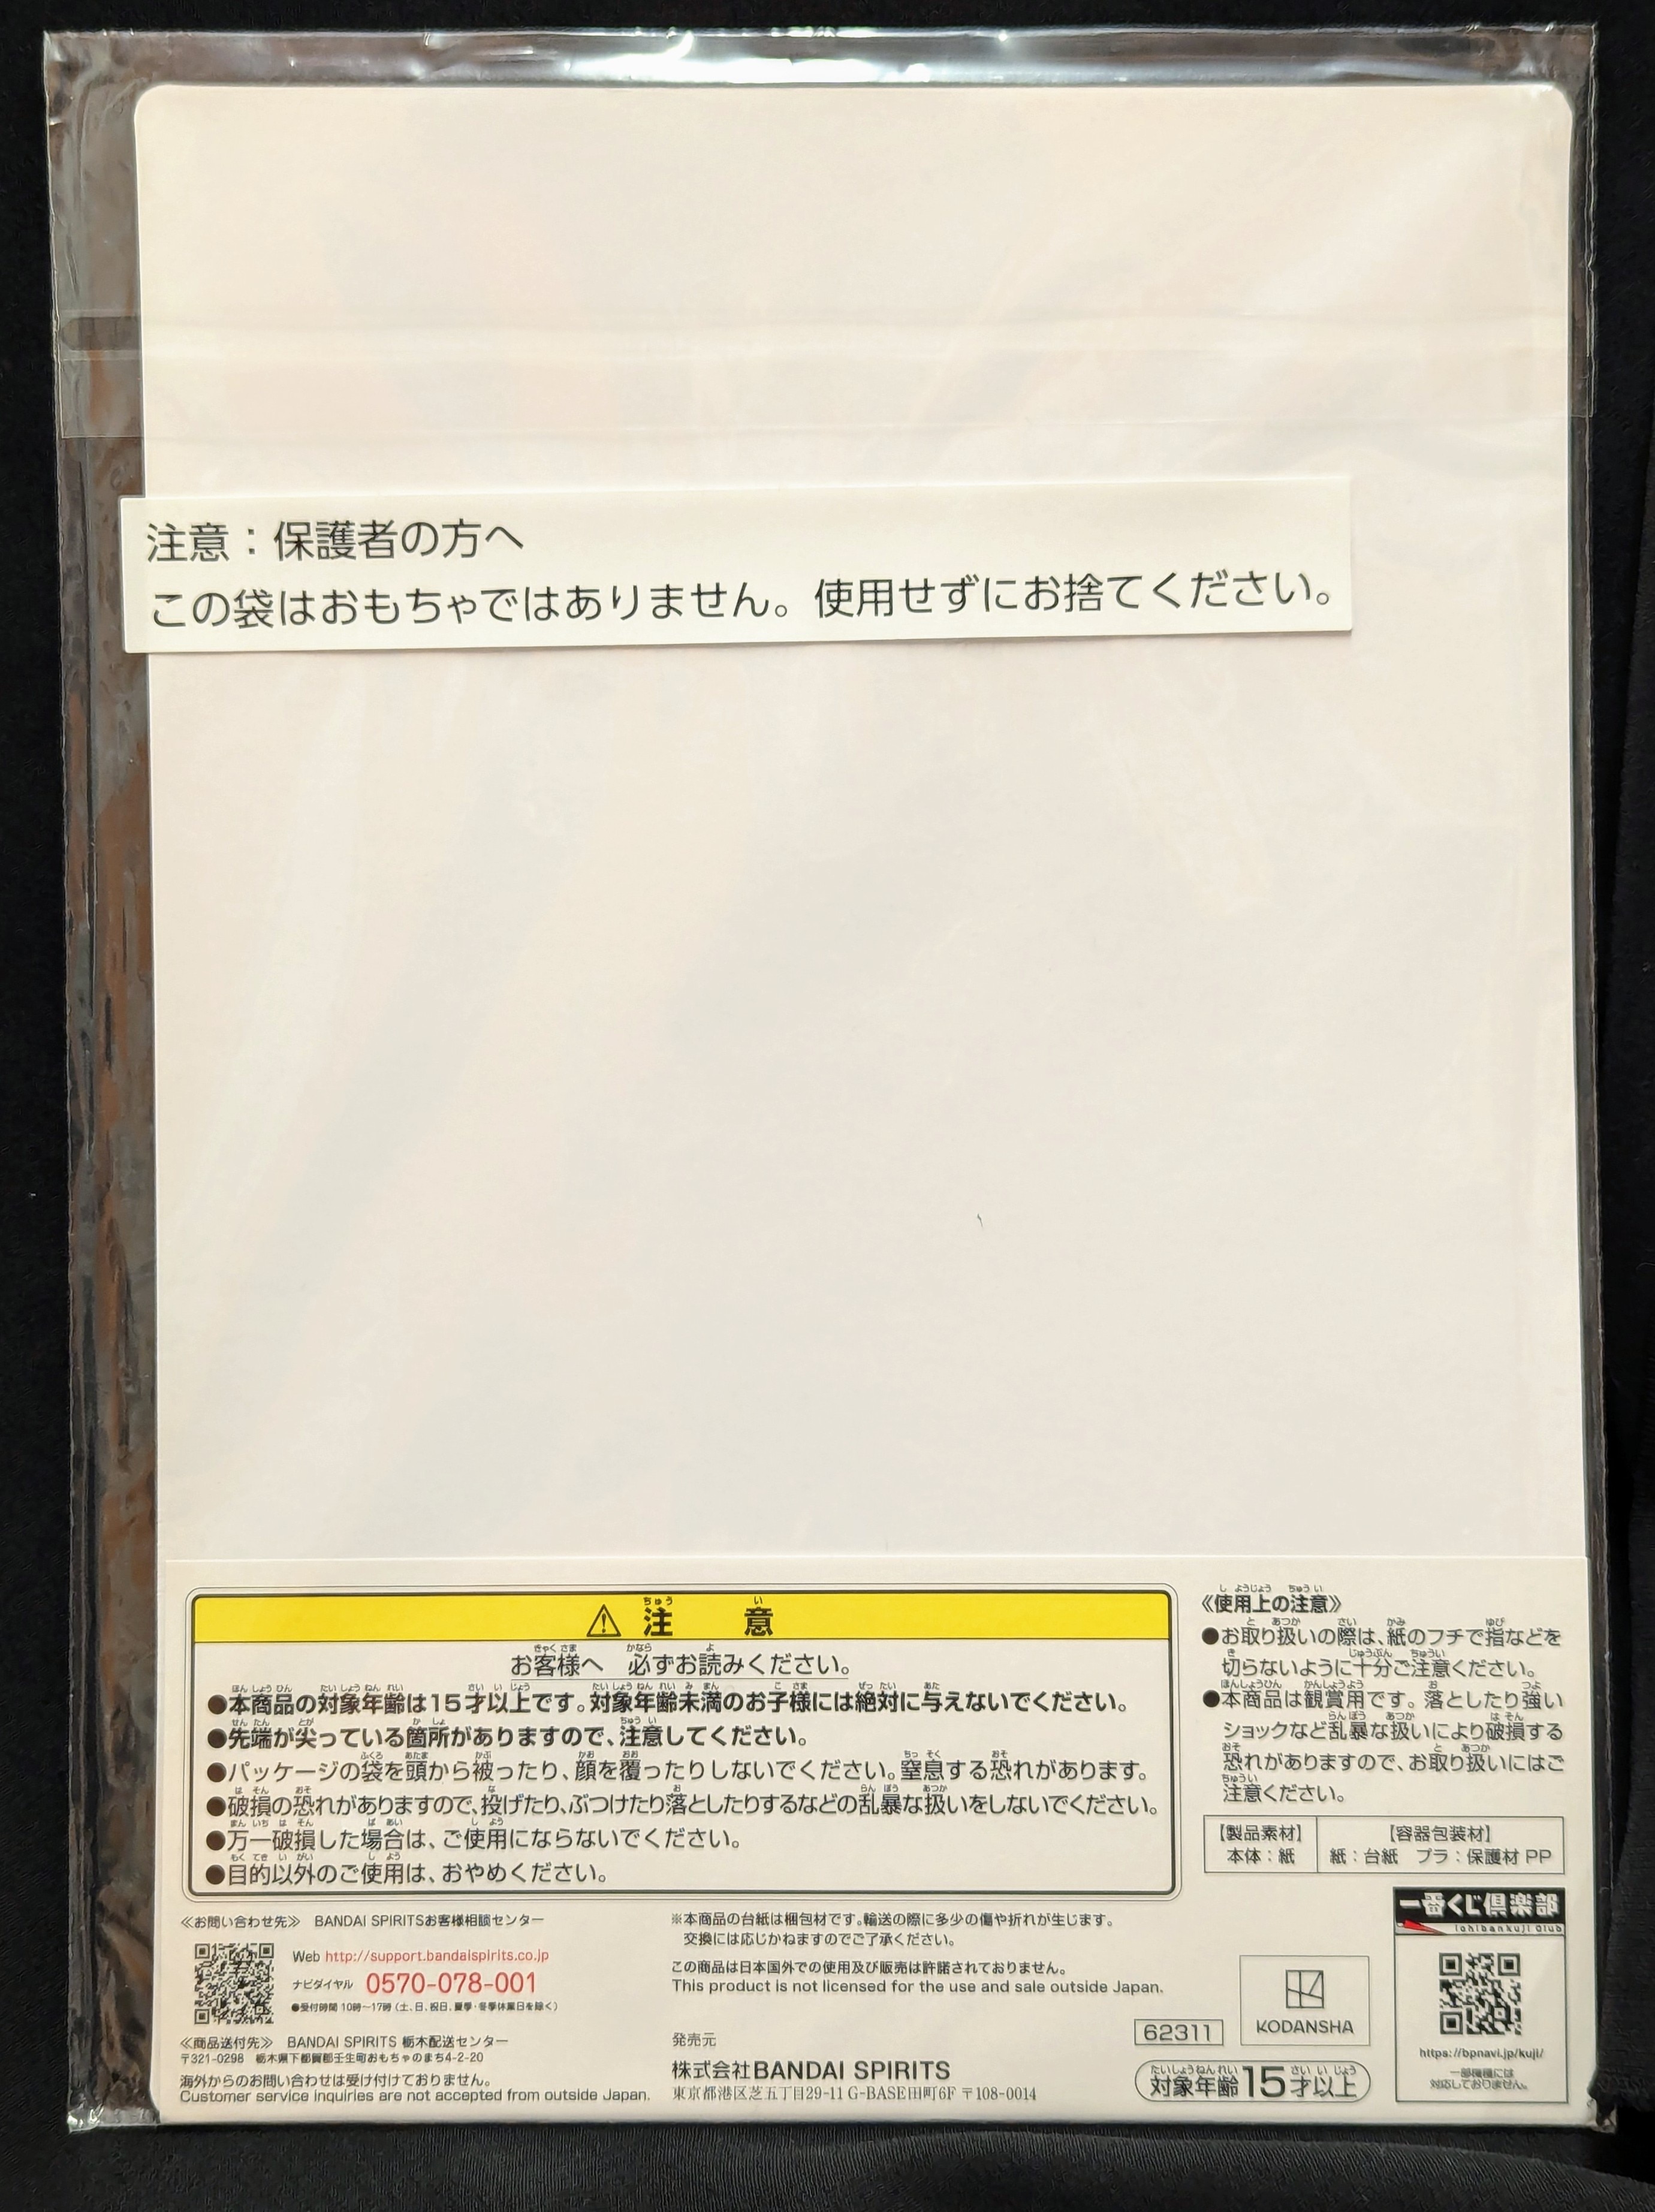 注意：保護者の方へ
この袋はおもちゃではありません。使用せずにお捨てください。
⚠ 注意
お客様へ 必ずお読みください。
●本商品の対象年齢は15才以上です。対象年齢未満のお子様には絶対に与えないでください。
●先端が尖っている箇所がありますので、注意してください。
●パッケージの袋を頭から被ったり、顔を覆ったりしないでください。窒息する恐れがあります。
●破損の恐れがありますので、投げたり、ぶつけたり落としたりするなどの乱暴な扱いをしないでください。
●万一破損した場合は、ご使用にならないでください。
●目的以外のご使用は、おやめください。
《使用上の注意》
●お取り扱いの際は、紙のフチで指などを
切らないように十分ご注意ください。
●本商品は観賞用です。落としたり強い
ショックなど乱暴な扱いにより破損する
恐れがありますので、お取り扱いにはご
注意ください。
【製品素材】
本体：紙
【容器包装材】
紙：台紙 プラ：保護材 PP
≪お問い合わせ先≫ BANDAI SPIRITSお客様相談センター
Web http://support.bandaispirits.co.jp
ナビダイヤル 0570-078-001
●受付時間 10時〜17時（土、日、祝日、夏季・冬季休業日を除く）
≪商品送付先≫ BANDAI SPIRITS 栃木配送センター
〒321-0298 栃木県下都賀郡壬生町おもちゃのまち4-2-20
海外からのお問い合わせは受け付けておりません。
Customer service inquiries are not accepted from outside Japan.
※本商品の台紙は梱包材です。輸送の際に多少の傷や折れが生じます。
交換には応じかねますのでご了承ください。
この商品は日本国外での使用及び販売は許諾されておりません。
This product is not licensed for the use and sale outside Japan.
発売元
株式会社BANDAI SPIRITS
東京都港区芝五丁目29-11 G-BASE田町6F 〒108-0014
62311
KODANSHA
対象年齢15才以上
一番くじ倶楽部
Ichibankuji Club
https://bpnavi.jp/kuji/
一部機種には
対応しておりません。